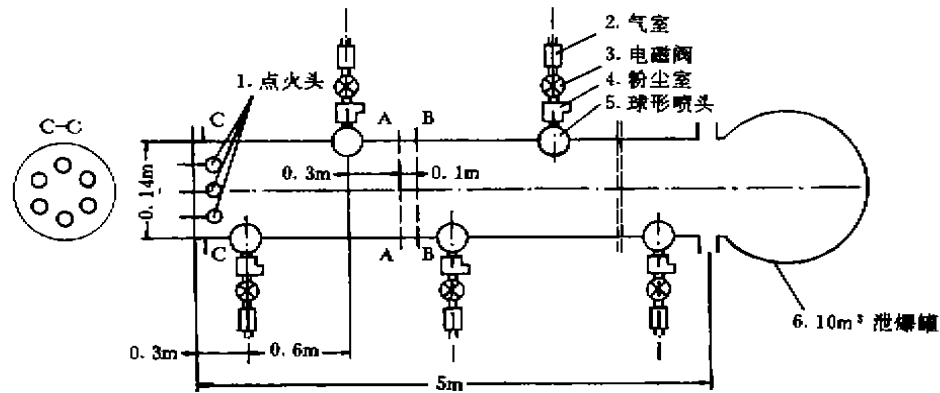 2. 气室
3. 电磁阀
4. 粉尘室
5. 球形喷头
1. 点火头
C-C
C
A
B
0.14m
0.3m
0.1m
C
A
B
6. 10m³ 泄爆罐
0.3m
0.6m
5m